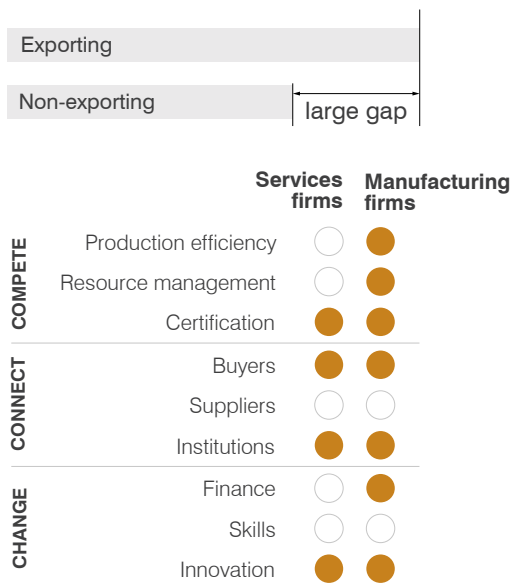 Exporting
Non-exporting
large gap
Services firms
Manufacturing firms
COMPETE
Production efficiency
Resource management
Certification
CONNECT
Buyers
Suppliers
Institutions
CHANGE
Finance
Skills
Innovation